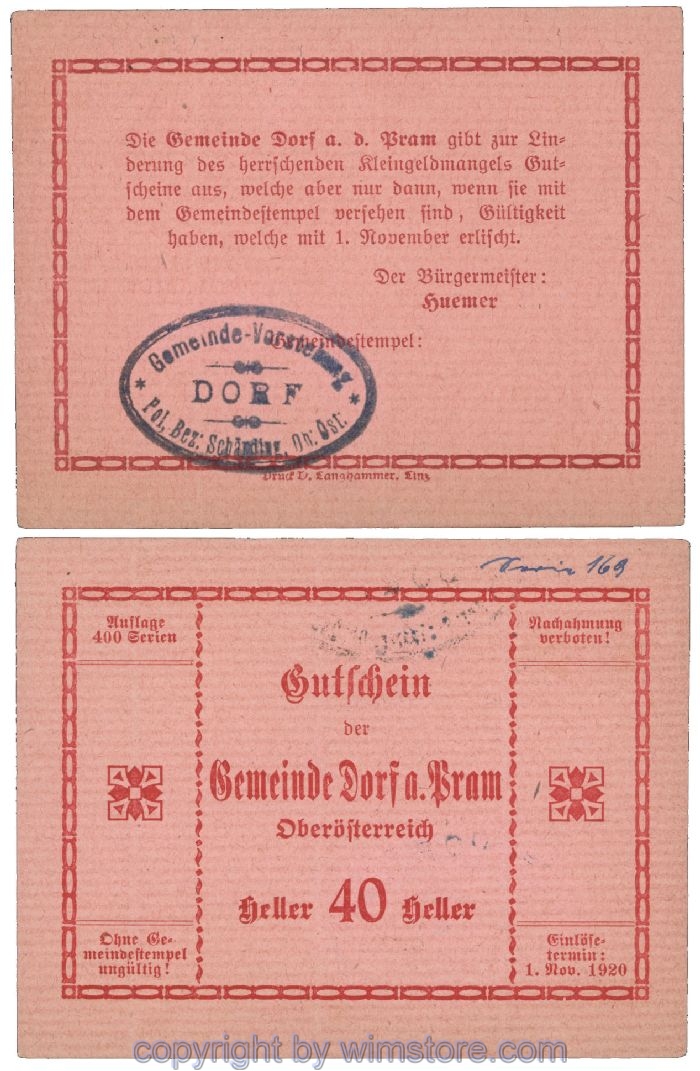 Die Gemeinde Dorf a. d. Pram gibt zur Lin-
derung des herrschenden Kleingeldmangels Gut-
scheine aus, welche aber nur dann, wenn sie mit
dem Gemeindestempel versehen sind, Gültigkeit
haben, welche mit 1. November erlischt.
Der Bürgermeister:
Huemer
Gemeindestempel:
* Gemeinde-Vorstehung *
DORF
Pol. Bez: Schärding, Ob: Öst:
Druck V. Langhammer, Linz
Serie 169
Auflage
400 Serien
Nachahmung
verboten!
Gutschein
der
Gemeinde Dorf a. Pram
Oberösterreich
Heller 40 Heller
Ohne Ge-
meindestempel
ungültig!
Einlöse-
termin:
1. Nov. 1920
copyright by wimstore.com